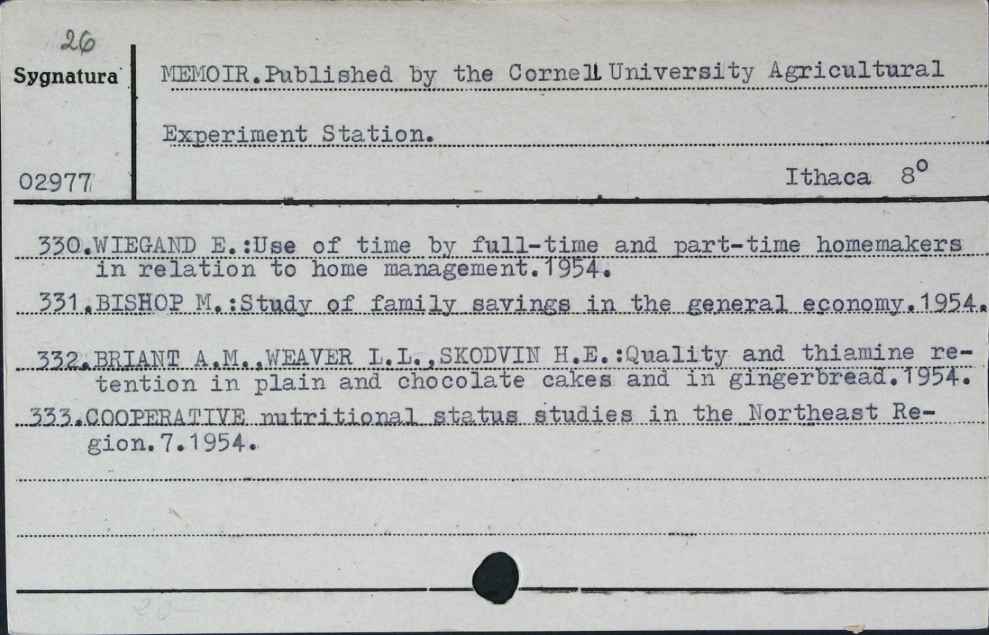 26
Sygnatura
MEMOIR.Published by the Cornell University Agricultural
Experiment Station.
02977
Ithaca 8º
330.WIEGAND E.:Use of time by full-time and part-time homemakers
in relation to home management.1954.
331.BISHOP M.:Study of family savings in the general economy.1954.
332.BRIANT A.M.,WEAVER L.L.,SKODVIN H.E.:Quality and thiamine re-
tention in plain and chocolate cakes and in gingerbread.1954.
333.COOPERATIVE nutritional status studies in the Northeast Re-
gion.7.1954.